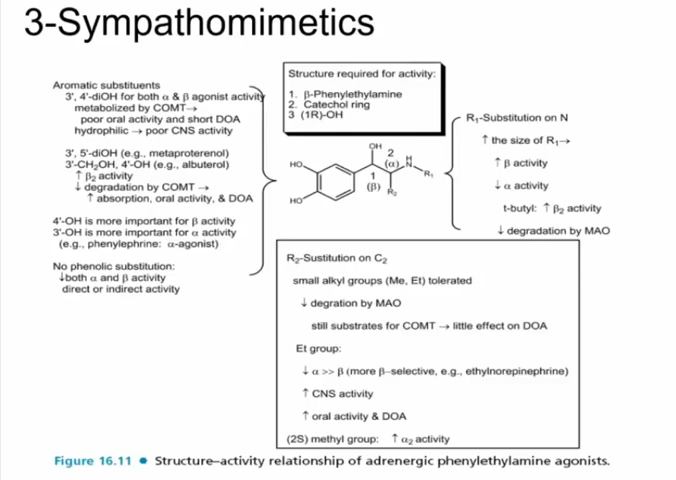 3-Sympathomimetics
Aromatic substituents
3', 4'-diOH for both α & β agonist activity
metabolized by COMT→
poor oral activity and short DOA
hydrophilic → poor CNS activity
3', 5'-diOH (e.g., metaproterenol)
3'-CH2OH, 4'-OH (e.g., albuterol)
↑ β2 activity
↓ degradation by COMT →
↑ absorption, oral activity, & DOA
4'-OH is more important for β activity
3'-OH is more important for α activity
(e.g., phenylephrine: α-agonist)
No phenolic substitution:
↓both α and β activity
direct or indirect activity
Structure required for activity:
1. β-Phenylethylamine
2. Catechol ring
3 (1R)-OH
OH
2
HO
(α)
H
N
R1
1
(β)
R2
HO
R1-Substitution on N
↑ the size of R1→
↑ β activity
↓ α activity
t-butyl: ↑ β2 activity
↓ degradation by MAO
R2-Sustitution on C2
small alkyl groups (Me, Et) tolerated
↓ degration by MAO
still substrates for COMT → little effect on DOA
Et group:
↓ α >> β (more β-selective, e.g., ethylnorepinephrine)
↑ CNS activity
↑ oral activity & DOA
(2S) methyl group: ↑ α2 activity
Figure 16.11 • Structure–activity relationship of adrenergic phenylethylamine agonists.